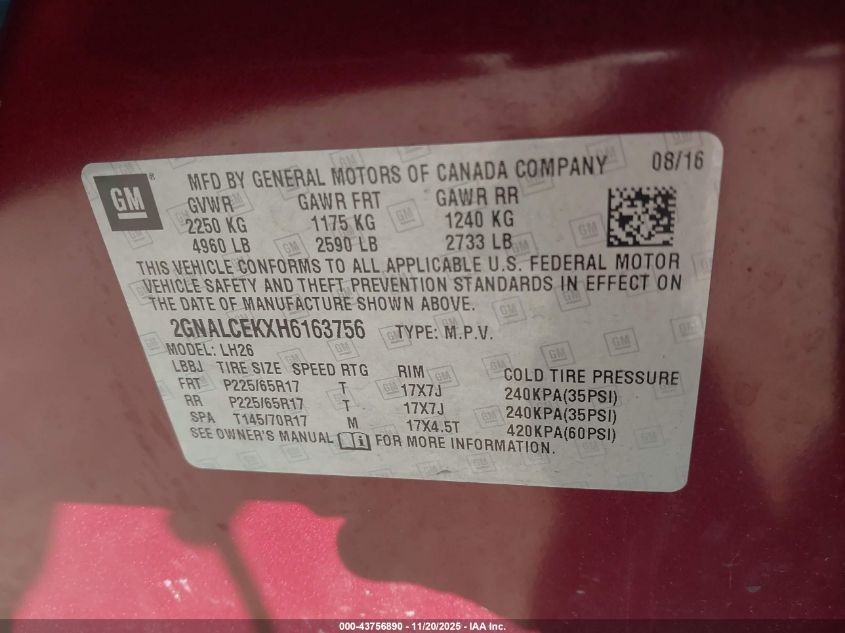 GM ®
MFD BY GENERAL MOTORS OF CANADA COMPANY 08/16
GVWR GAWR FRT GAWR RR
2250 KG 1175 KG 1240 KG
4960 LB 2590 LB 2733 LB
THIS VEHICLE CONFORMS TO ALL APPLICABLE U.S. FEDERAL MOTOR
VEHICLE SAFETY AND THEFT PREVENTION STANDARDS IN EFFECT ON
THE DATE OF MANUFACTURE SHOWN ABOVE.
2GNALCEKXH6163756 TYPE: M.P.V.
MODEL: LH26
LBBJ TIRE SIZE SPEED RTG RIM COLD TIRE PRESSURE
FRT P225/65R17 T 17X7J 240KPA(35PSI)
RR P225/65R17 T 17X7J 240KPA(35PSI)
SPA T145/70R17 M 17X4.5T 420KPA(60PSI)
SEE OWNER'S MANUAL FOR MORE INFORMATION.
000-43756890 - 11/20/2025 - IAA Inc.